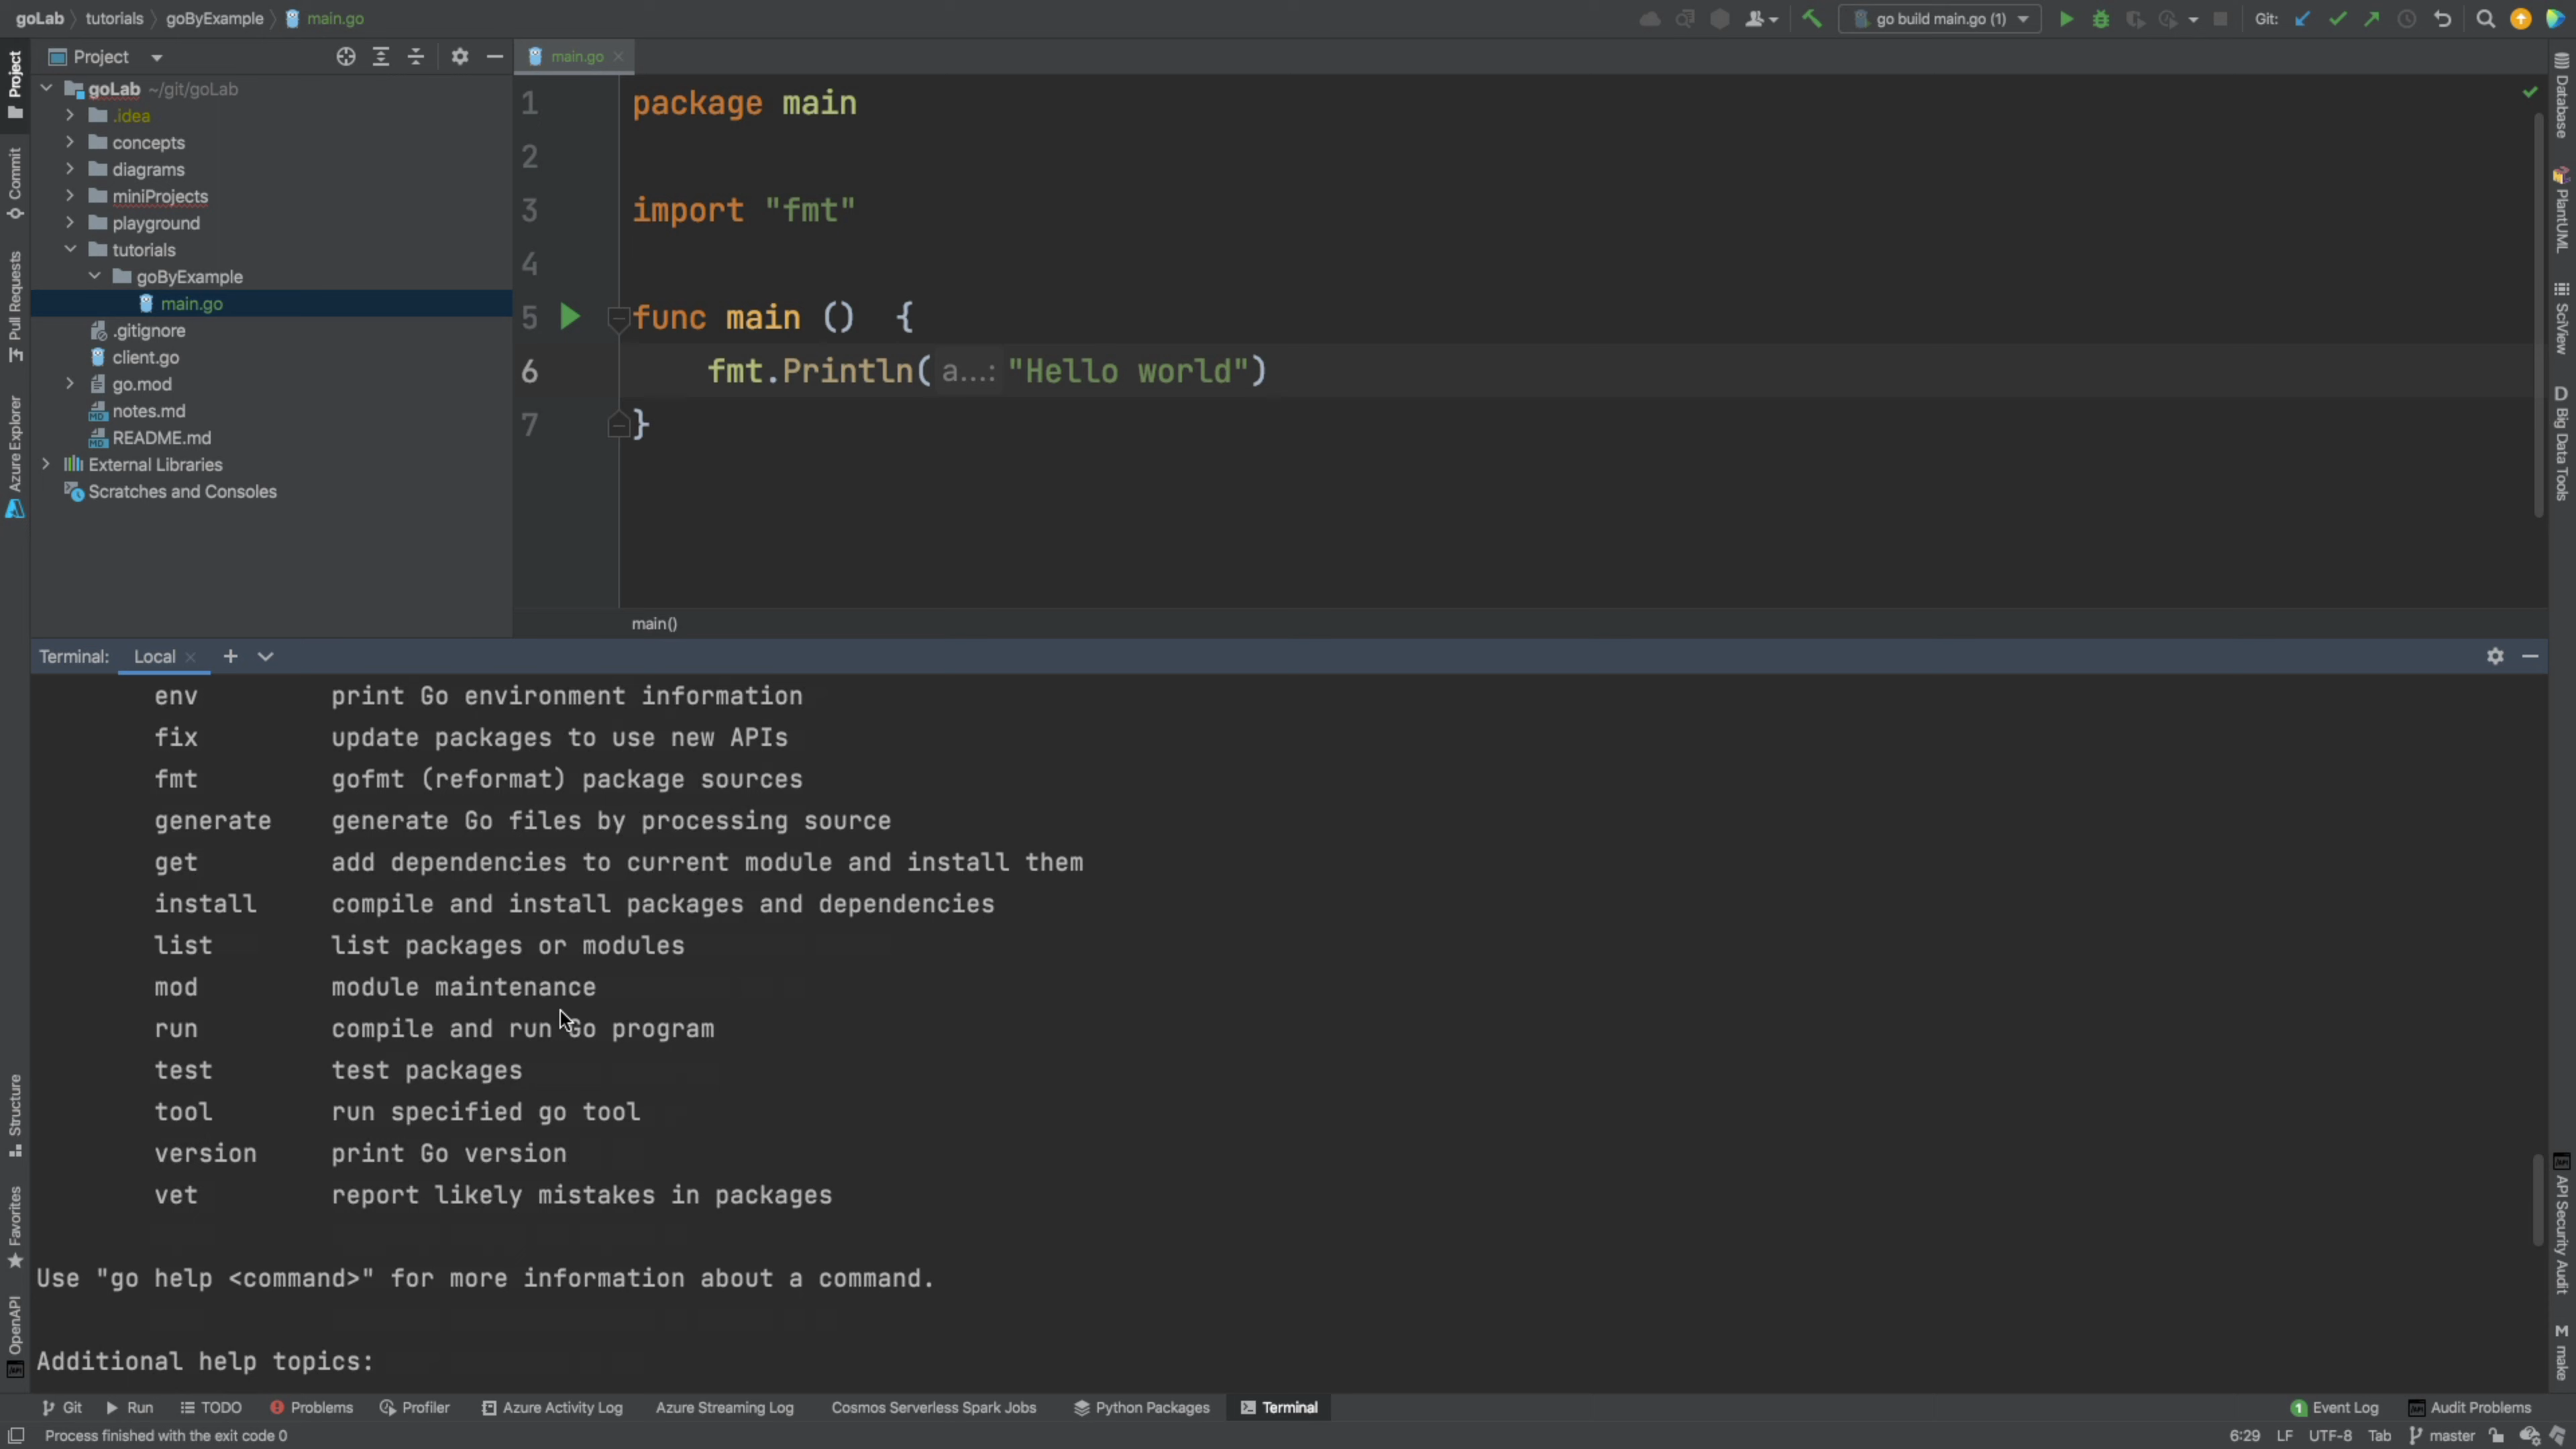 goLab tutorials goByExample main.go
go build main.go (1) Git:
Project
main.go
goLab ~/git/goLab
.idea
concepts
diagrams
miniProjects
playground
tutorials
goByExample
main.go
.gitignore
client.go
go.mod
notes.md
README.md
External Libraries
Scratches and Consoles
1 package main
2
3 import "fmt"
4
5 func main () {
6 fmt.Println( a...: "Hello world")
7 }
main()
Terminal: Local
env print Go environment information
fix update packages to use new APIs
fmt gofmt (reformat) package sources
generate generate Go files by processing source
get add dependencies to current module and install them
install compile and install packages and dependencies
list list packages or modules
mod module maintenance
run compile and run Go program
test test packages
tool run specified go tool
version print Go version
vet report likely mistakes in packages
Use "go help <command>" for more information about a command.
Additional help topics:
Project
Commit
Pull Requests
Azure Explorer
Structure
Favorites
OpenAPI
Database
PlantUML
SciView
D Big Data Tools
API Security Audit
M make
Git Run TODO Problems Profiler Azure Activity Log Azure Streaming Log Cosmos Serverless Spark Jobs Python Packages Terminal 1 Event Log Audit Problems
Process finished with the exit code 0 6:29 LF UTF-8 Tab master